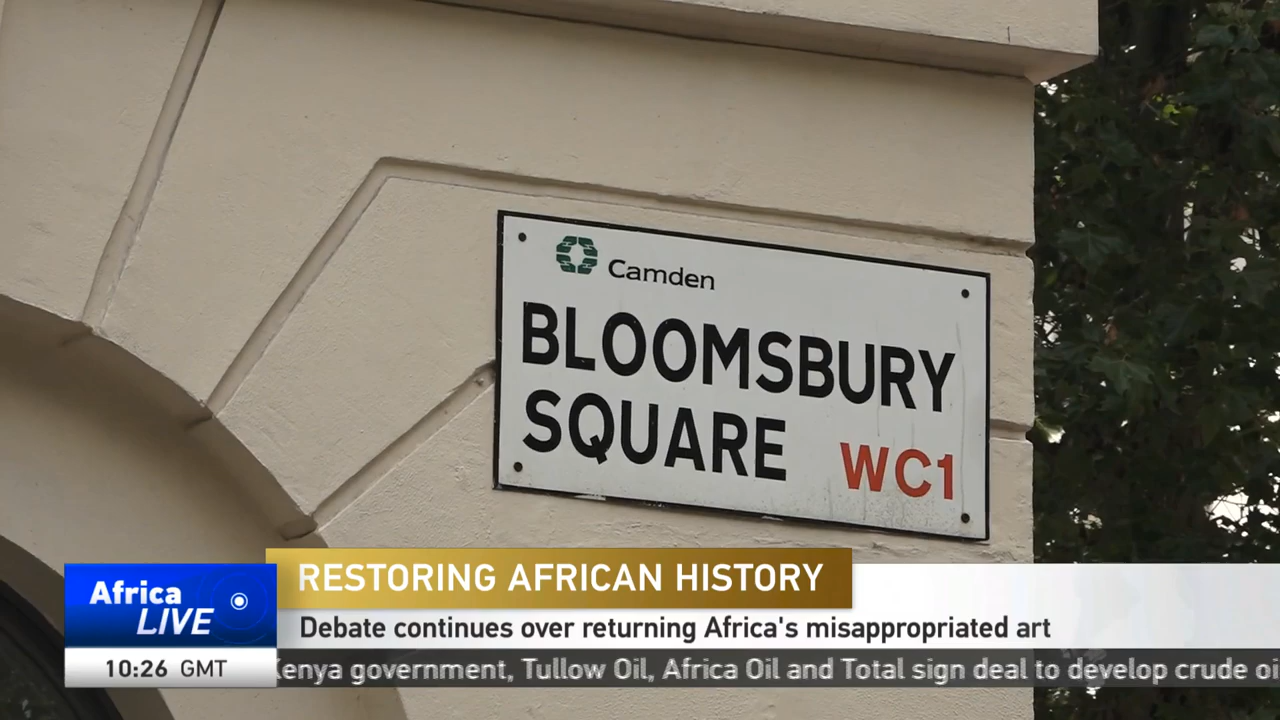 Camden
BLOOMSBURY
SQUARE WC1
RESTORING AFRICAN HISTORY
Africa
LIVE
Debate continues over returning Africa's misappropriated art
10:26 GMT
Kenya government, Tullow Oil, Africa Oil and Total sign deal to develop crude oi